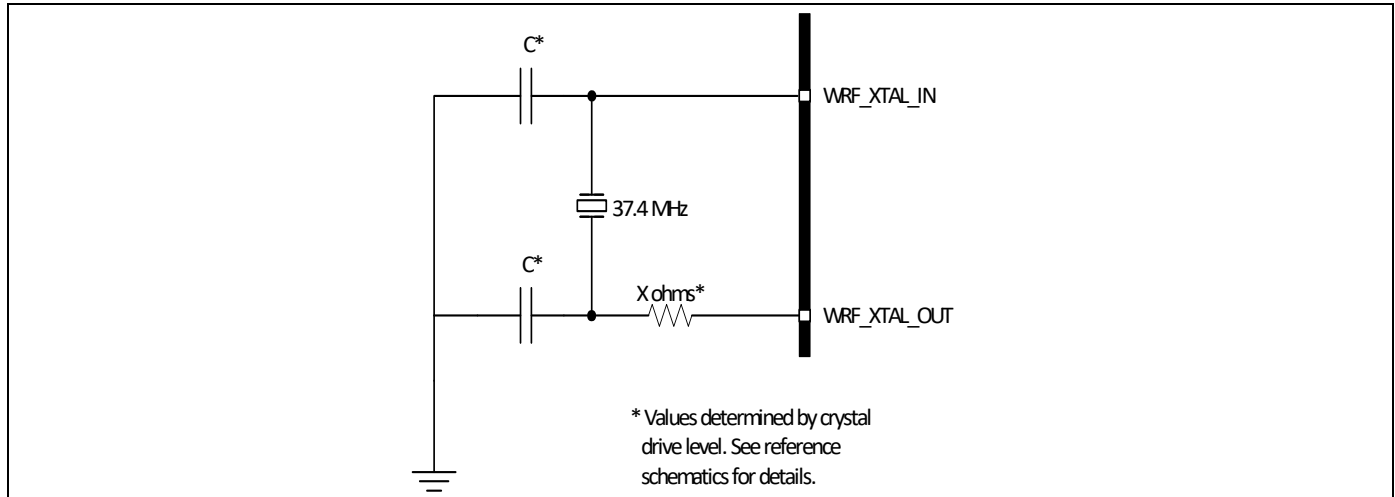 C*
WRF_XTAL_IN
37.4 MHz
C*
X ohms*
WRF_XTAL_OUT
* Values determined by crystal
drive level. See reference
schematics for details.